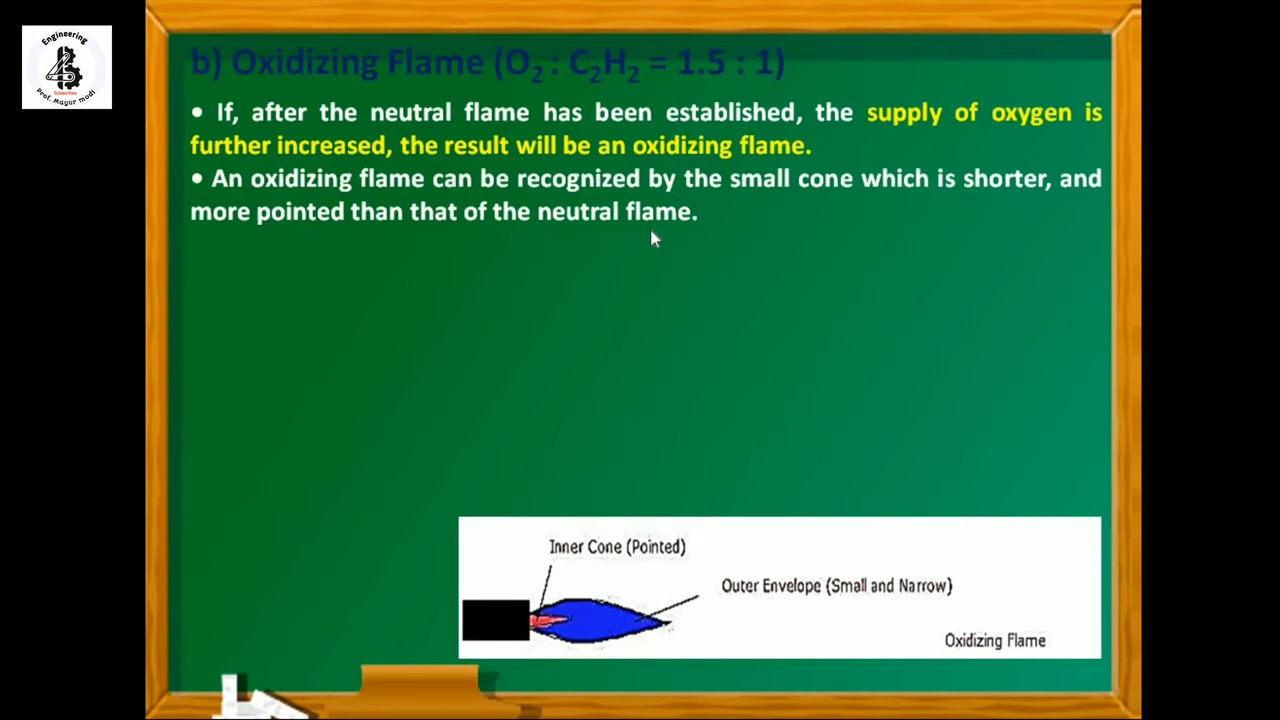 Engineering
Subscribe
Prof. Mayur modi
b) Oxidizing Flame (O₂ : C₂H₂ = 1.5 : 1)
• If, after the neutral flame has been established, the supply of oxygen is
further increased, the result will be an oxidizing flame.
• An oxidizing flame can be recognized by the small cone which is shorter, and
more pointed than that of the neutral flame.
Inner Cone (Pointed)
Outer Envelope (Small and Narrow)
Oxidizing Flame